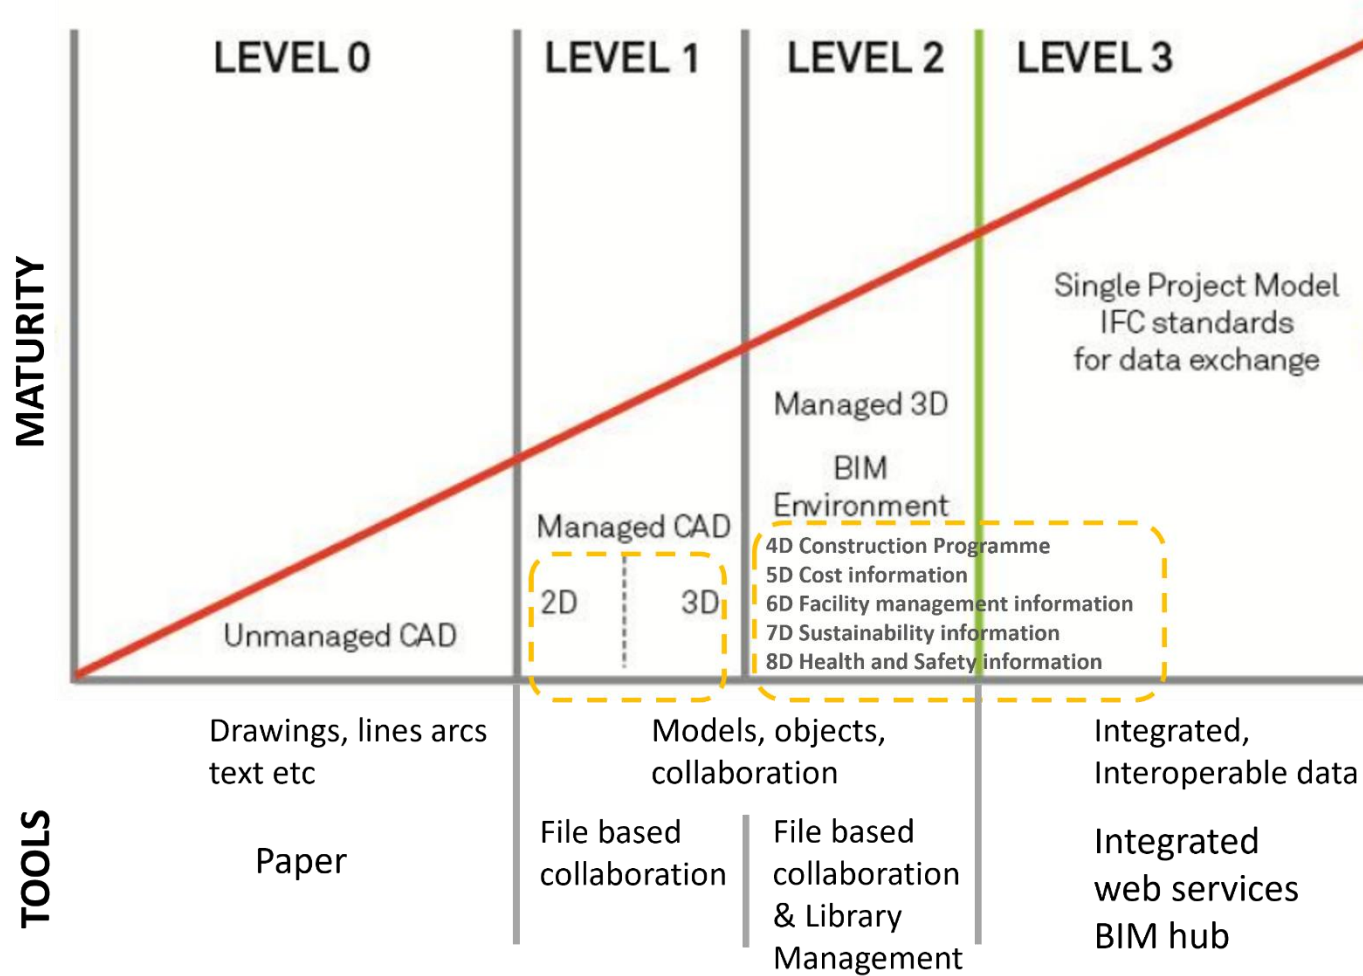 LEVEL 0
LEVEL 1
LEVEL 2
LEVEL 3
MATURITY
Single Project Model
IFC standards
for data exchange
Managed 3D
BIM
Environment
Managed CAD
2D
3D
Unmanaged CAD
4D Construction Programme
5D Cost information
6D Facility management information
7D Sustainability information
8D Health and Safety information
TOOLS
Drawings, lines arcs
text etc
Models, objects,
collaboration
Integrated,
Interoperable data
Paper
File based
collaboration
File based
collaboration
& Library
Management
Integrated
web services
BIM hub